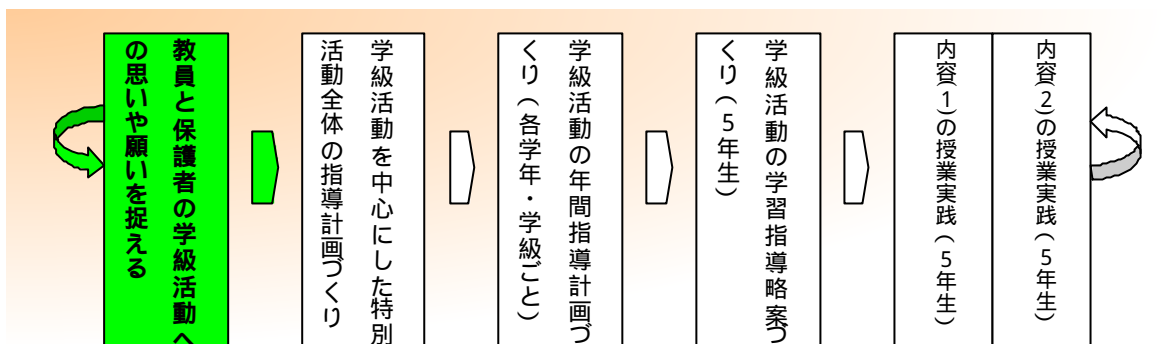 教員と保護者の学級活動へ
の思いや願いを捉える
学級活動を中心にした特別
活動全体の指導計画づくり
学級活動の年間指導計画づ
くり（各学年・学級ごと）
学級活動の学習指導略案づ
くり（５年生）
内容２)の授業実践（５年生）
内容１)の授業実践（５年生）